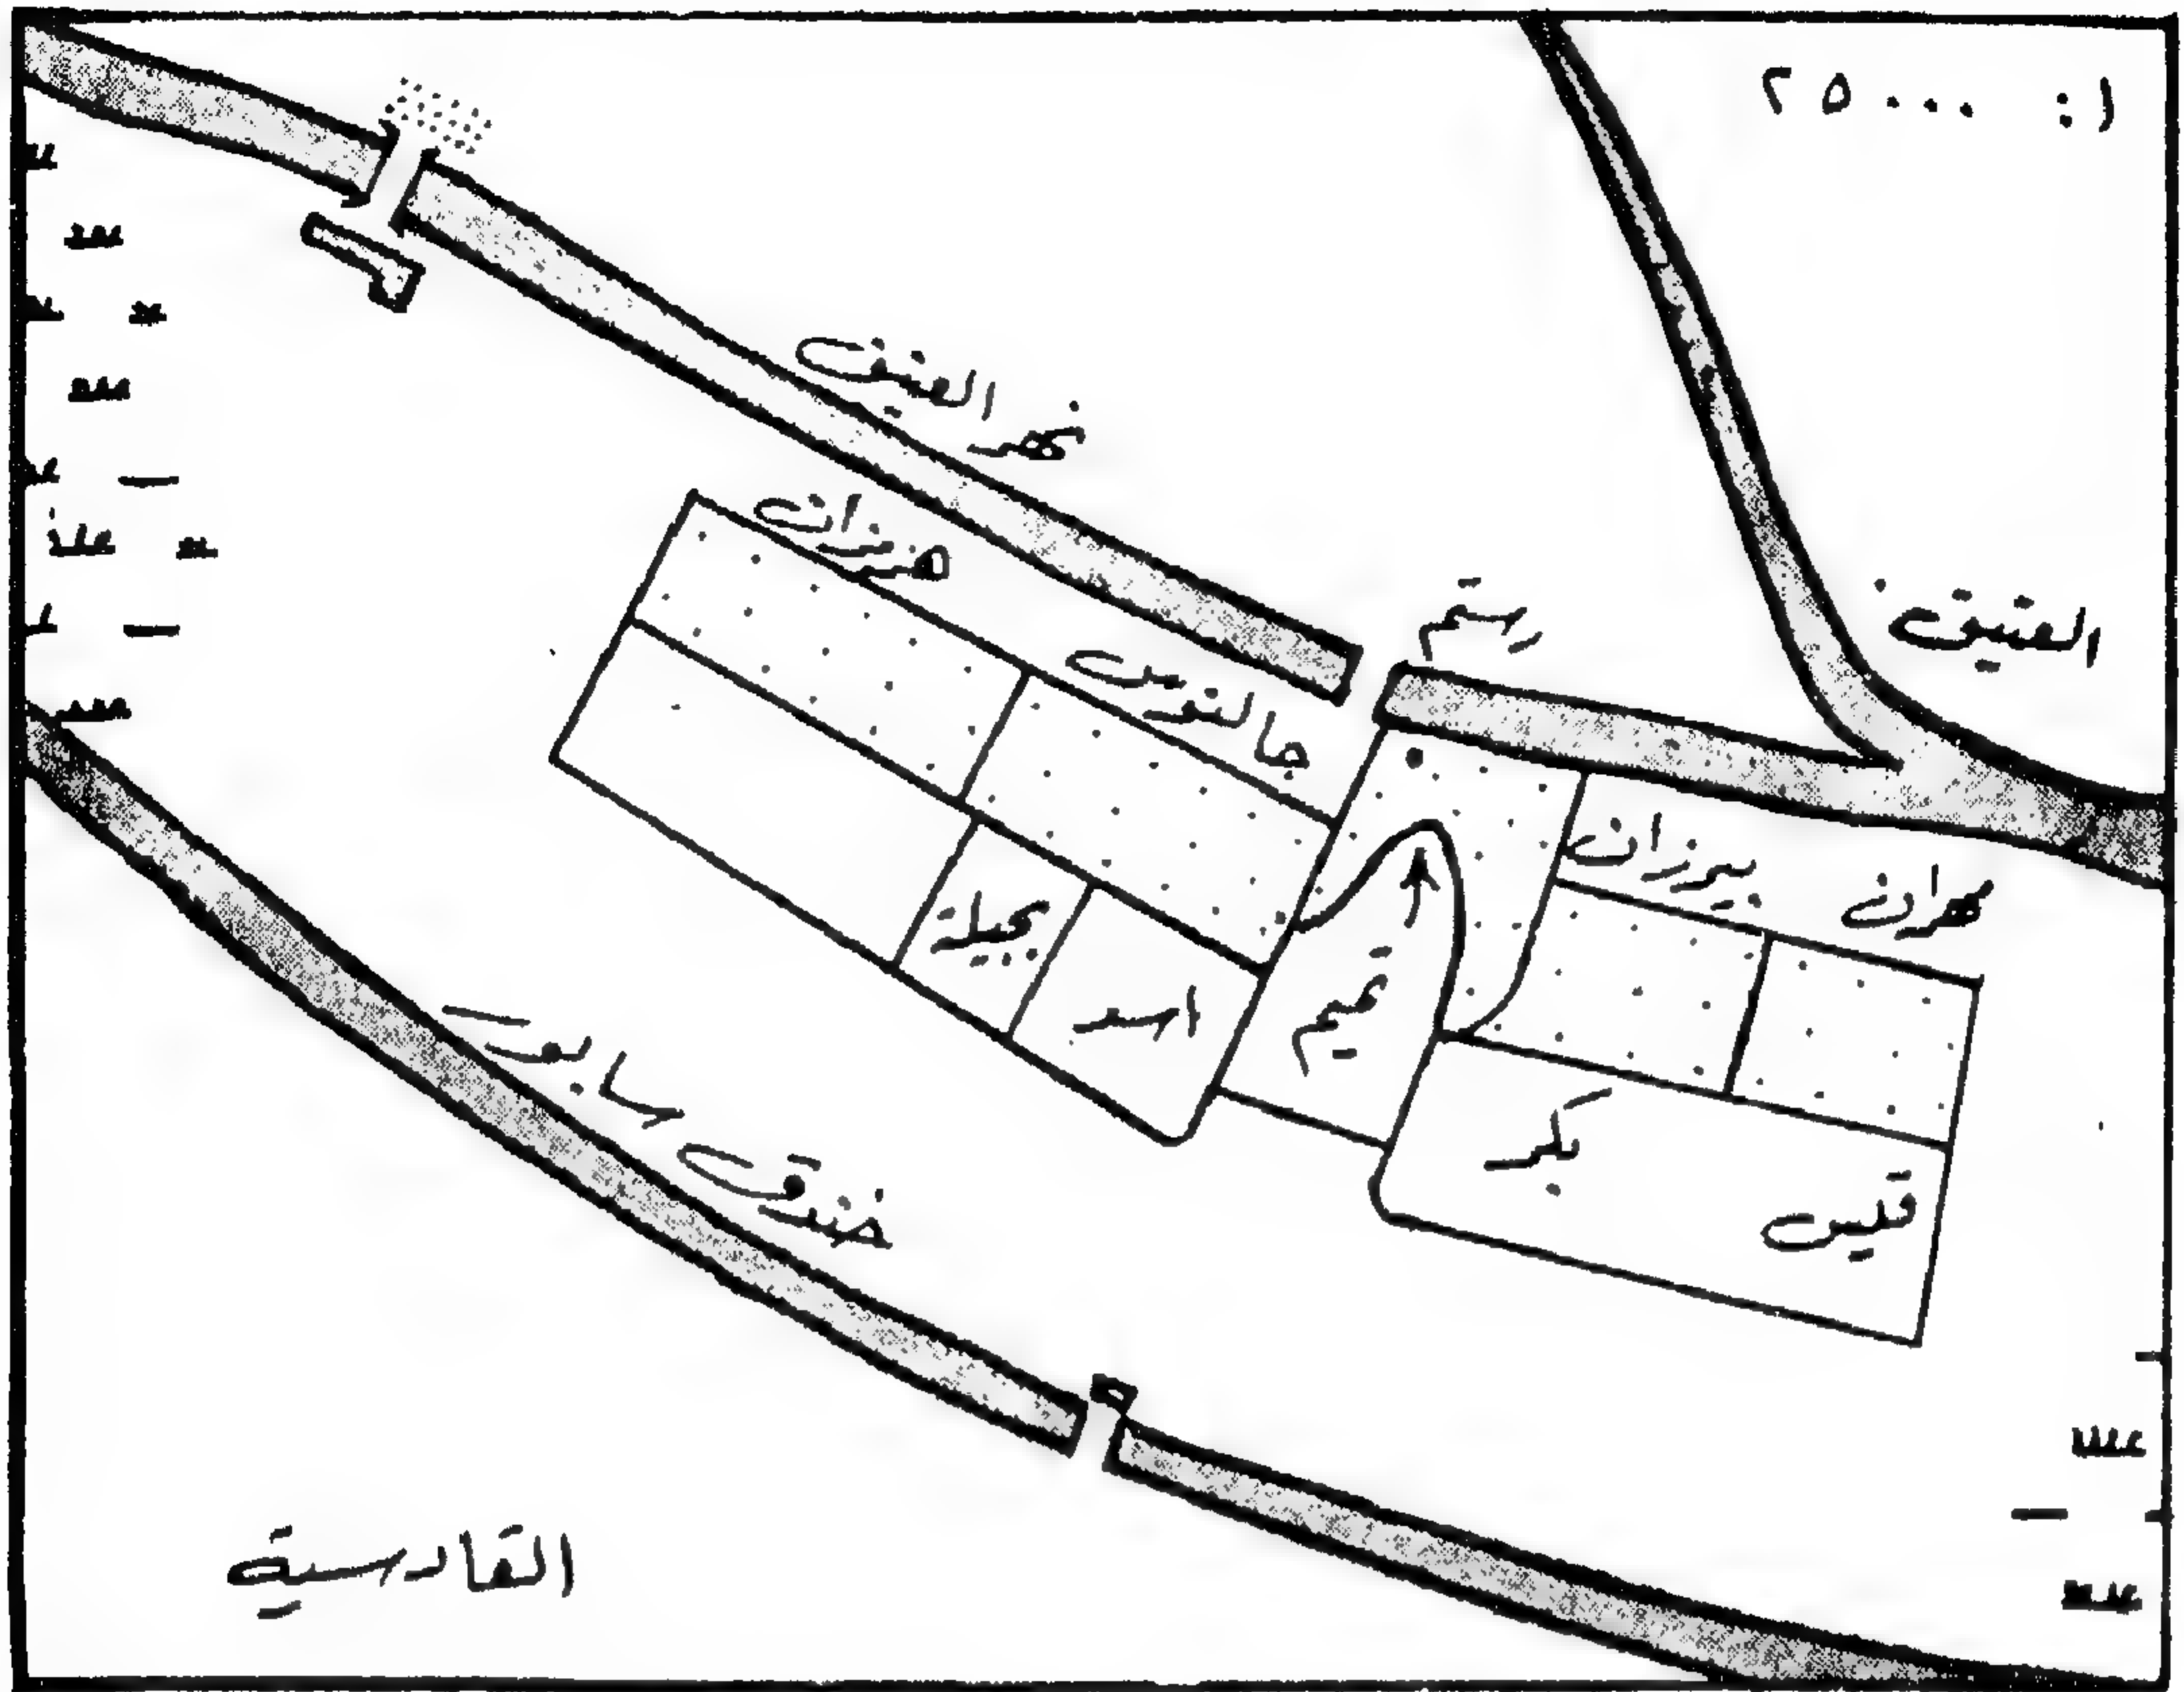 ١: ٢٥٠٠٠
نهر العتيق
هرمزان
جالنوس
رستم
العتيق
بيرزان
مهران
بجيلة
اسد
تميم
بكر
قيس
خندق سابور
القادسية